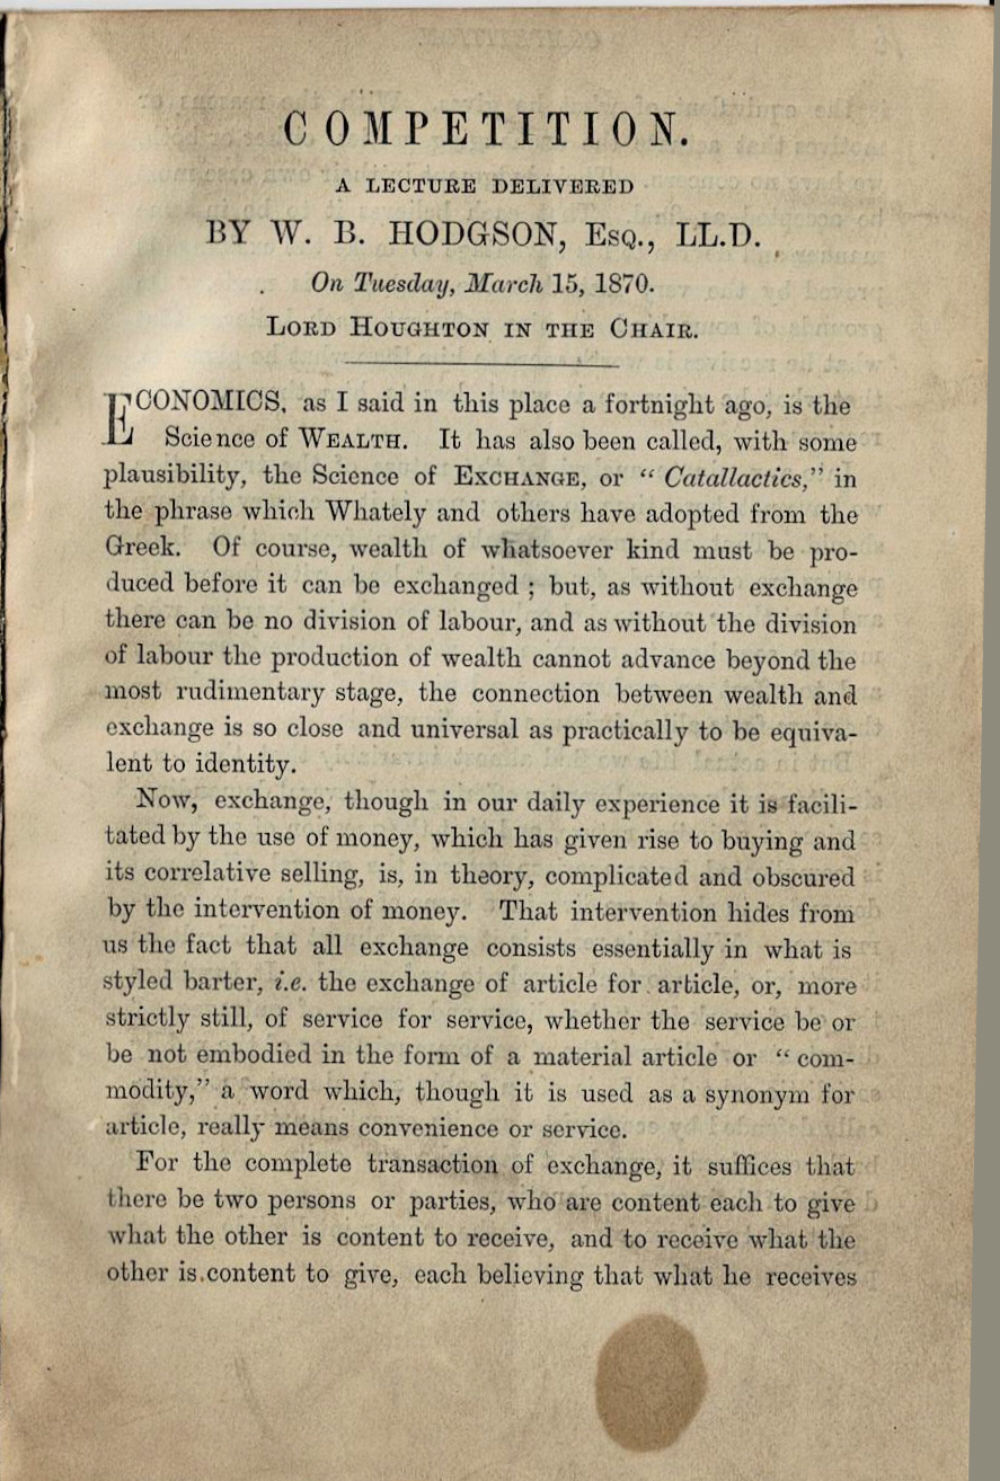 COMPETITION.
A LECTURE DELIVERED
BY W. B. HODGSON, Esq., LL.D.
On Tuesday, March 15, 1870.
Lord Houghton in the Chair.
ECONOMICS, as I said in this place a fortnight ago, is the
Science of Wealth. It has also been called, with some
plausibility, the Science of Exchange, or “ Catallactics,” in
the phrase which Whately and others have adopted from the
Greek. Of course, wealth of whatsoever kind must be pro-
duced before it can be exchanged ; but, as without exchange
there can be no division of labour, and as without the division
of labour the production of wealth cannot advance beyond the
most rudimentary stage, the connection between wealth and
exchange is so close and universal as practically to be equiva-
lent to identity.
Now, exchange, though in our daily experience it is facili-
tated by the use of money, which has given rise to buying and
its correlative selling, is, in theory, complicated and obscured
by the intervention of money. That intervention hides from
us the fact that all exchange consists essentially in what is
styled barter, i.e. the exchange of article for article, or, more
strictly still, of service for service, whether the service be or
be not embodied in the form of a material article or “ com-
modity,” a word which, though it is used as a synonym for
article, really means convenience or service.
For the complete transaction of exchange, it suffices that
there be two persons or parties, who are content each to give
what the other is content to receive, and to receive what the
other is content to give, each believing that what he receives